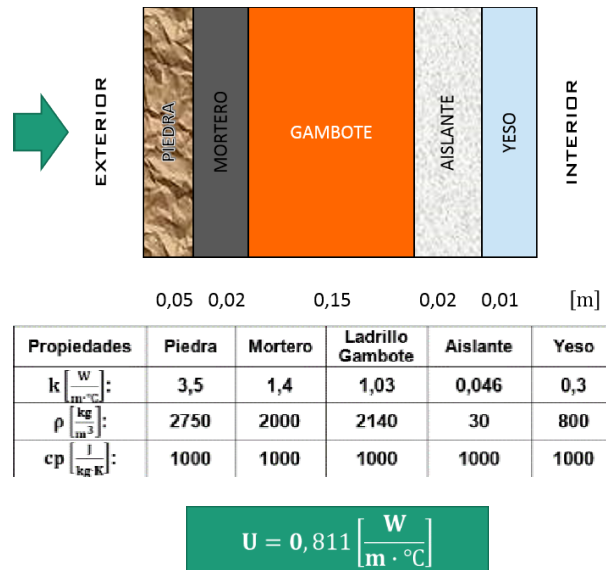 EXTERIOR
PIEDRA
MORTERO
GAMBOTE
AISLANTE
YESO
INTERIOR
0,05 0,02 0,15 0,02 0,01 [m]
Propiedades Piedra Mortero Ladrillo Gambote Aislante Yeso
k [W/m·°C]: 3,5 1,4 1,03 0,046 0,3
ρ [kg/m³]: 2750 2000 2140 30 800
cp [J/kg·K]: 1000 1000 1000 1000 1000
U = 0,811 [W/m·°C]